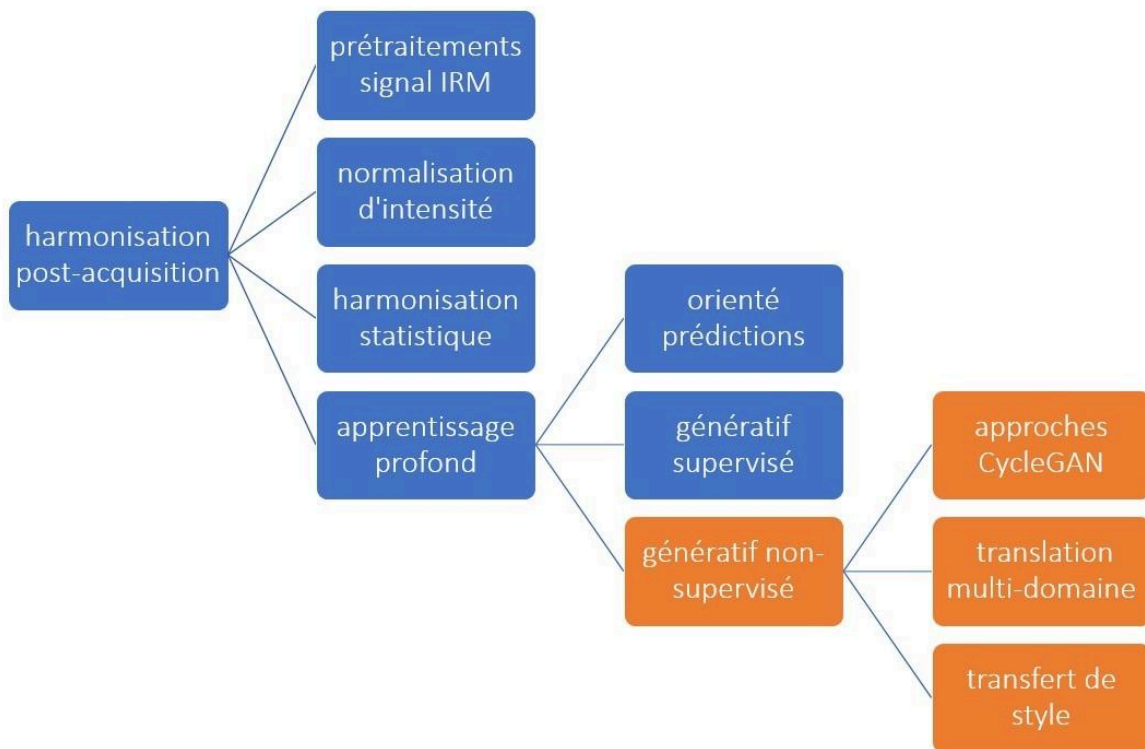 harmonisation
post-acquisition
prétraitements
signal IRM
normalisation
d'intensité
harmonisation
statistique
apprentissage
profond
orienté
prédictions
génératif
supervisé
génératif non-
supervisé
approches
CycleGAN
translation
multi-domaine
transfert de
style